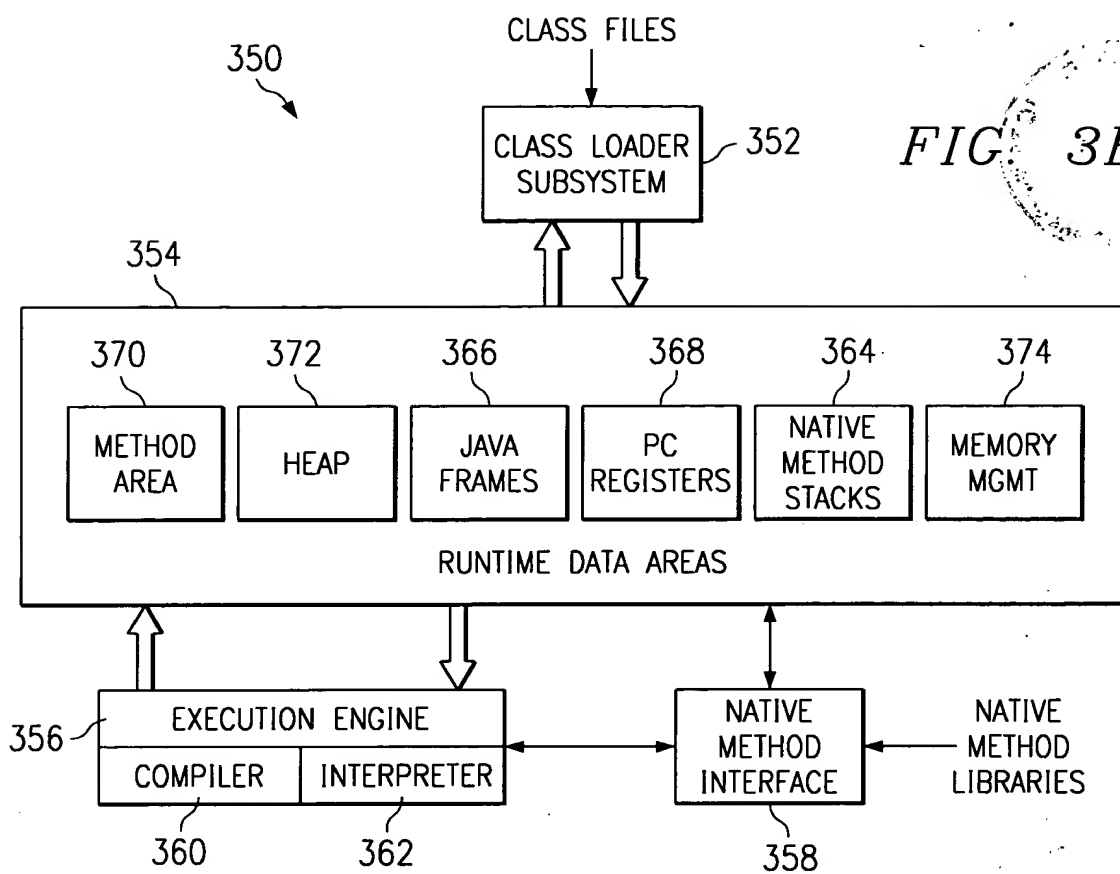 CLASS FILES
350
CLASS LOADER
SUBSYSTEM
352
FIG 3B
354
370
372
366
368
364
374
METHOD
AREA
HEAP
JAVA
FRAMES
PC
REGISTERS
NATIVE
METHOD
STACKS
MEMORY
MGMT
RUNTIME DATA AREAS
356
EXECUTION ENGINE
COMPILER
INTERPRETER
NATIVE
METHOD
INTERFACE
NATIVE
METHOD
LIBRARIES
360
362
358